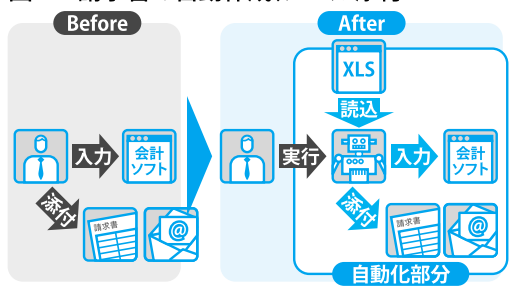 Before
After
XLS
読込
入力
会計
ソフト
実行
入力
会計
ソフト
添付
請求書
@
添付
請求書
@
自動化部分